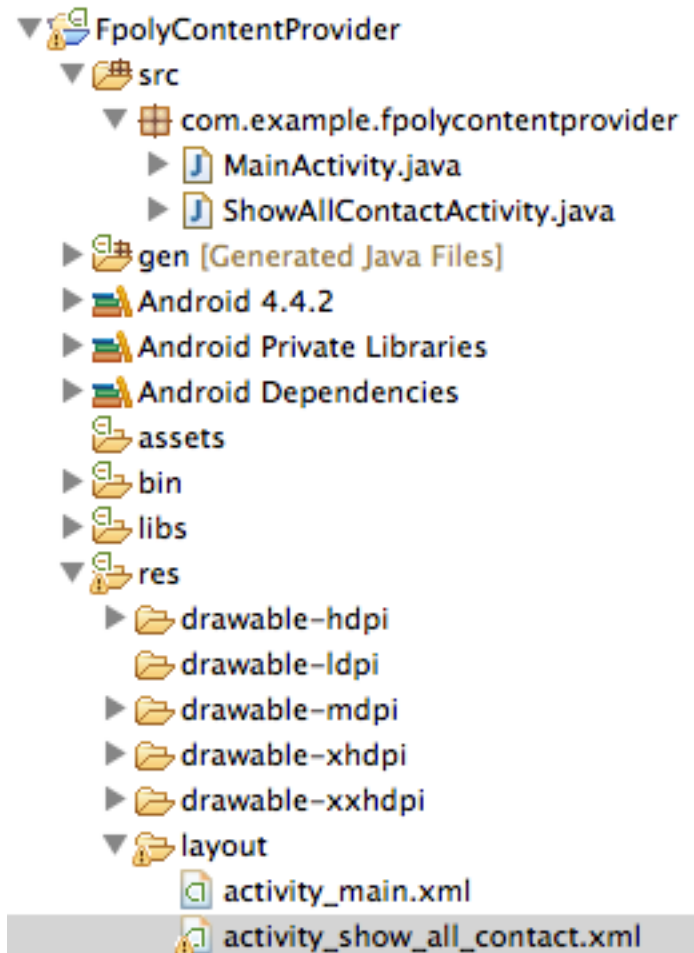 FpolyContentProvider
src
com.example.fpolycontentprovider
MainActivity.java
ShowAllContactActivity.java
gen [Generated Java Files]
Android 4.4.2
Android Private Libraries
Android Dependencies
assets
bin
libs
res
drawable-hdpi
drawable-ldpi
drawable-mdpi
drawable-xhdpi
drawable-xxhdpi
layout
activity_main.xml
activity_show_all_contact.xml